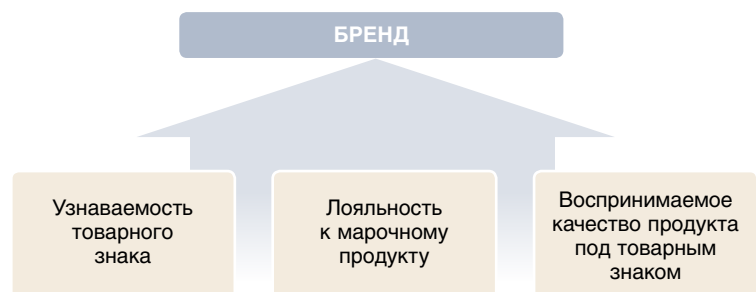 БРЕНД
Узнаваемость
товарного
знака
Лояльность
к марочному
продукту
Воспринимаемое
качество продукта
под товарным
знаком